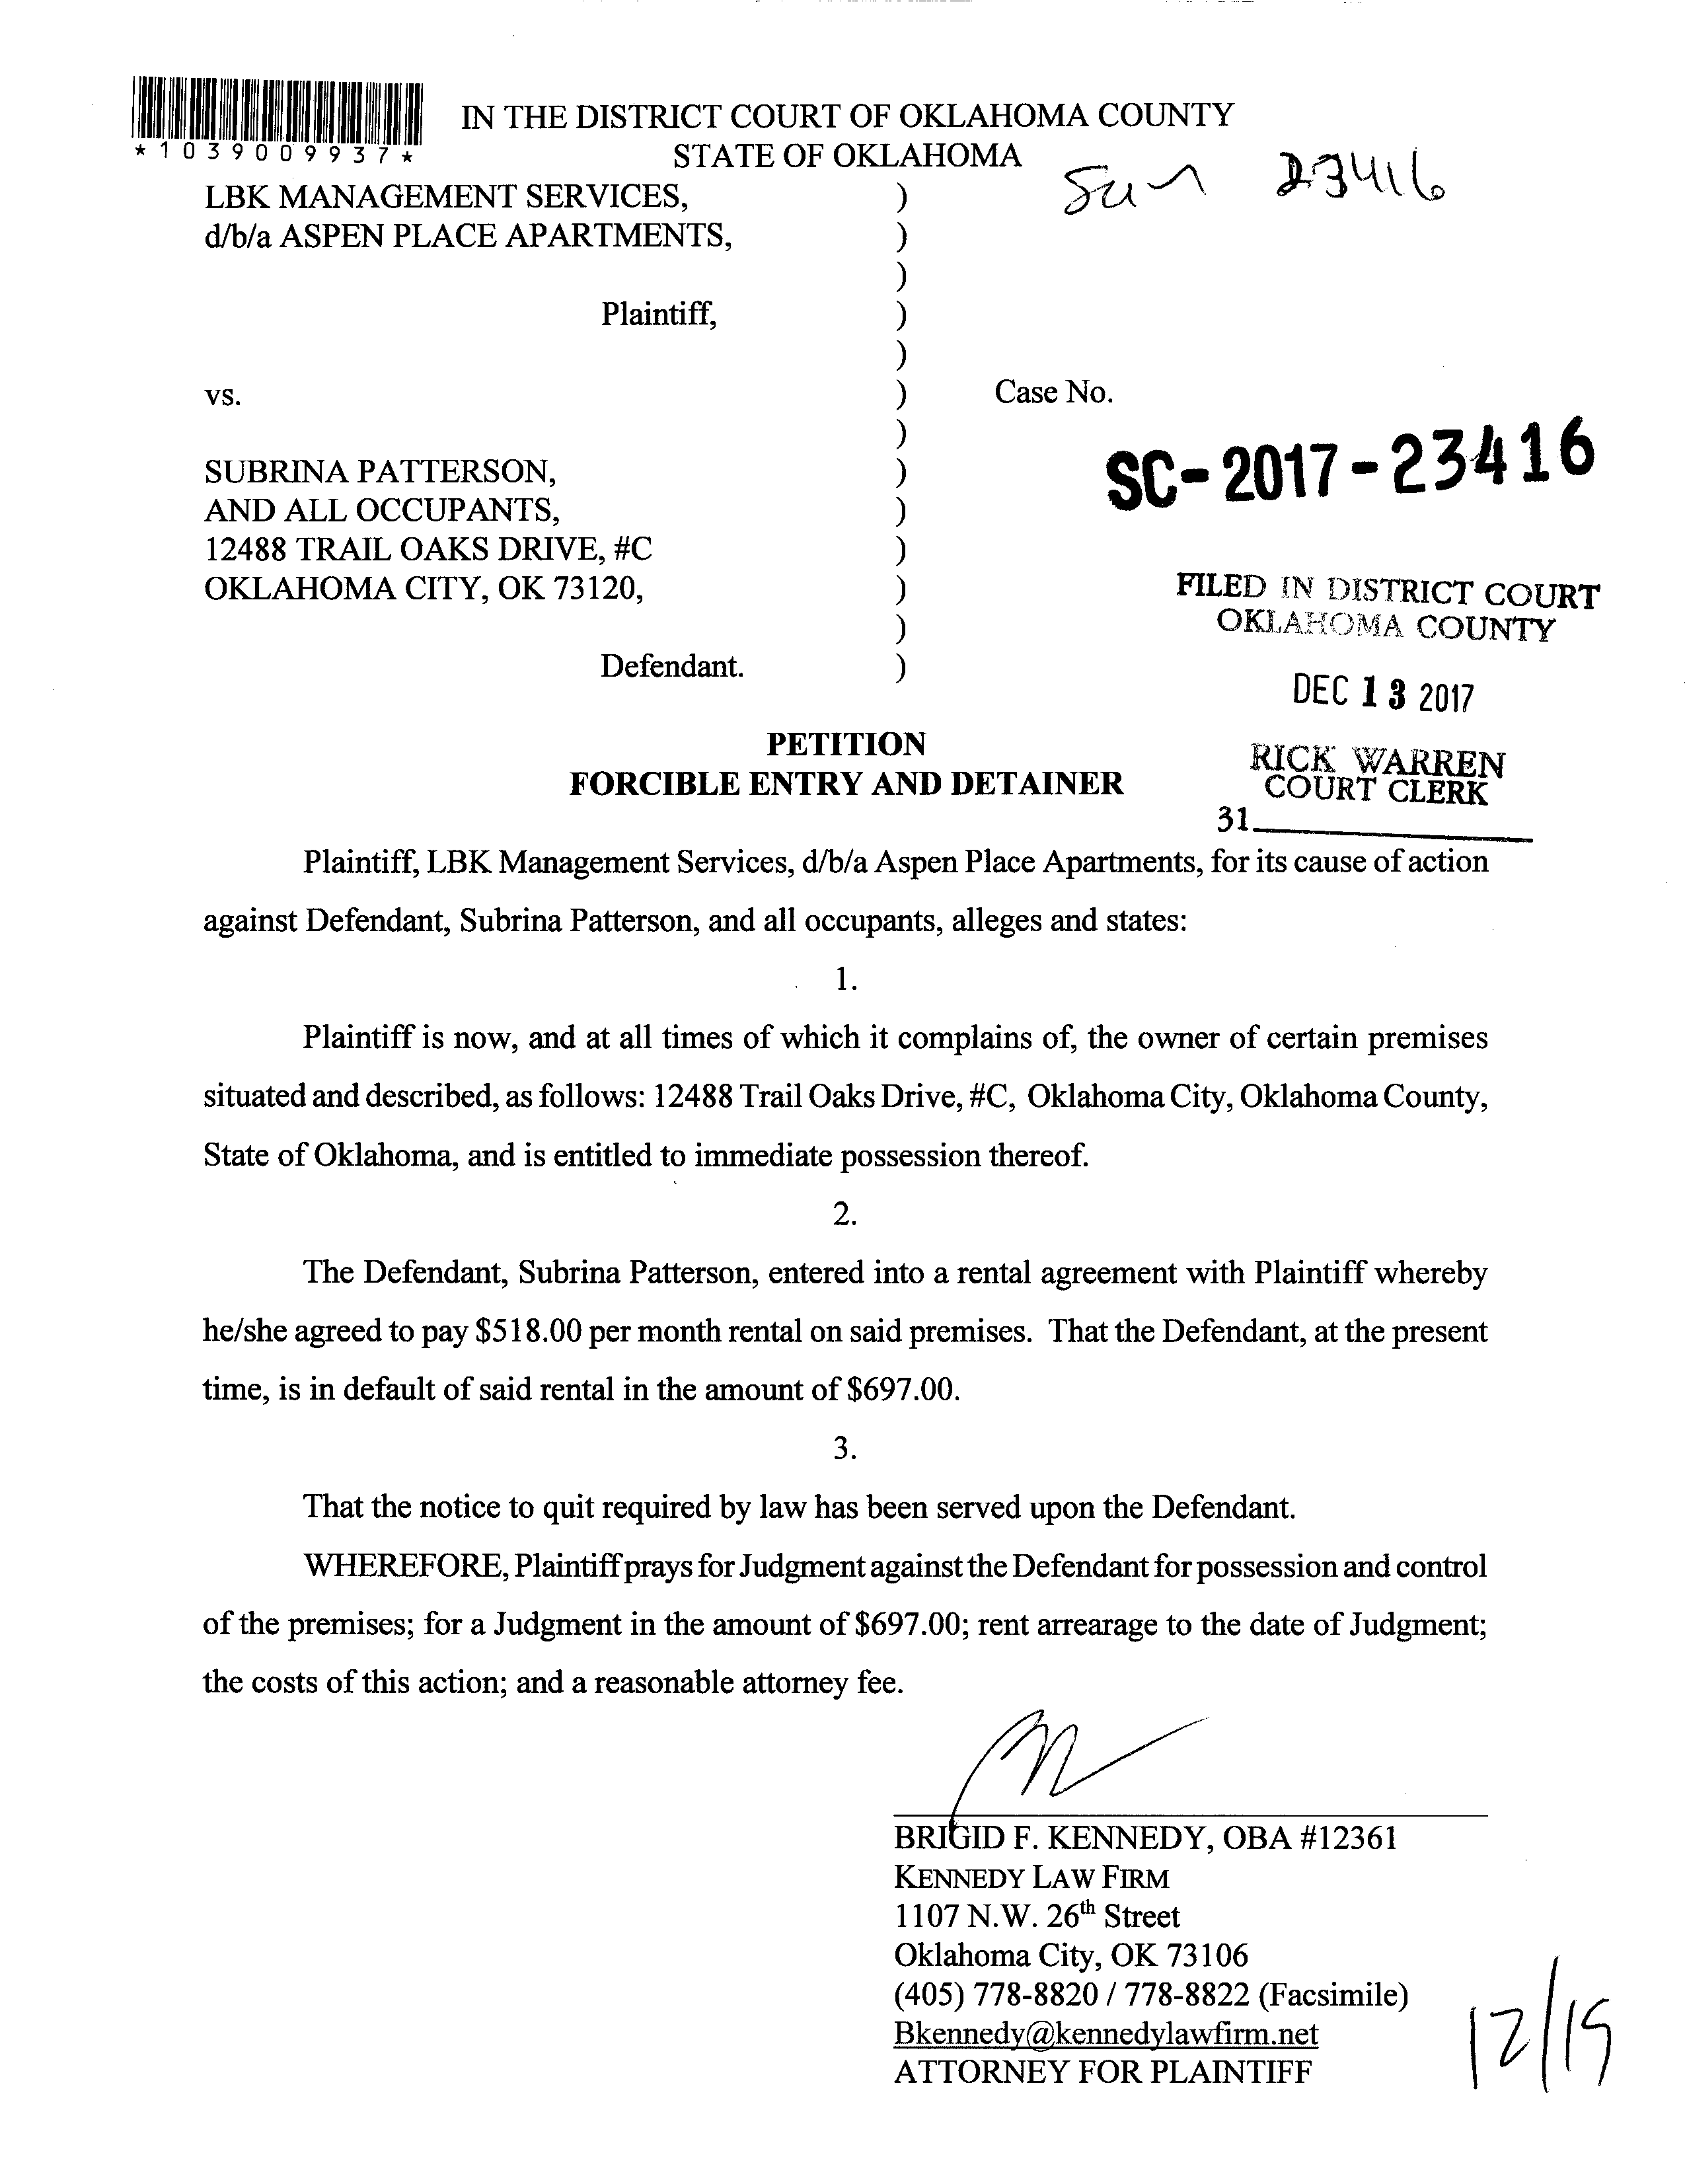 IN THE DISTRICT COURT OF OKLAHOMA COUNTY
*1039009937*
STATE OF OKLAHOMA
23416
LBK MANAGEMENT SERVICES, )
d/b/a ASPEN PLACE APARTMENTS, )
)
Plaintiff, )
)
vs. ) Case No.
)
SC-2017-23416
SUBRINA PATTERSON, )
AND ALL OCCUPANTS, )
12488 TRAIL OAKS DRIVE, #C )
OKLAHOMA CITY, OK 73120, )
)
Defendant. )
FILED IN DISTRICT COURT
OKLAHOMA COUNTY
DEC 13 2017
RICK WARREN
COURT CLERK
31
PETITION
FORCIBLE ENTRY AND DETAINER
Plaintiff, LBK Management Services, d/b/a Aspen Place Apartments, for its cause of action
against Defendant, Subrina Patterson, and all occupants, alleges and states:
1.
Plaintiff is now, and at all times of which it complains of, the owner of certain premises
situated and described, as follows: 12488 Trail Oaks Drive, #C, Oklahoma City, Oklahoma County,
State of Oklahoma, and is entitled to immediate possession thereof.
2.
The Defendant, Subrina Patterson, entered into a rental agreement with Plaintiff whereby
he/she agreed to pay $518.00 per month rental on said premises. That the Defendant, at the present
time, is in default of said rental in the amount of $697.00.
3.
That the notice to quit required by law has been served upon the Defendant.
WHEREFORE, Plaintiff prays for Judgment against the Defendant for possession and control
of the premises; for a Judgment in the amount of $697.00; rent arrearage to the date of Judgment;
the costs of this action; and a reasonable attorney fee.
BRIGID F. KENNEDY, OBA #12361
KENNEDY LAW FIRM
1107 N.W. 26th Street
Oklahoma City, OK 73106
(405) 778-8820 / 778-8822 (Facsimile)
Bkennedy@kennedylawfirm.net
ATTORNEY FOR PLAINTIFF